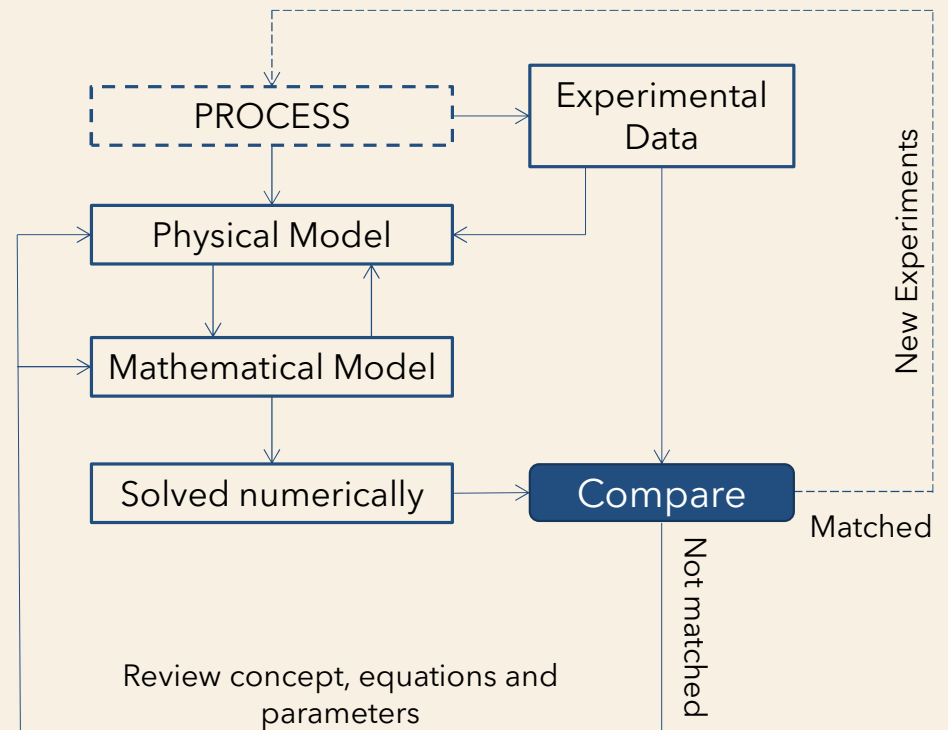 PROCESS
Experimental
Data
Physical Model
New Experiments
Mathematical Model
Solved numerically
Compare
Matched
Not matched
Review concept, equations and
parameters